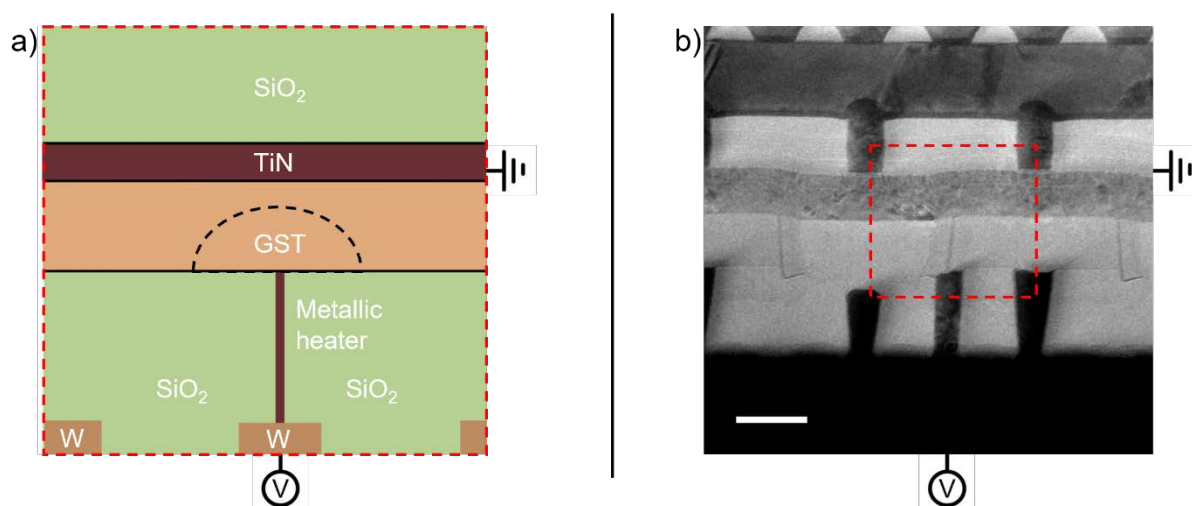 a)
SiO₂
TiN
GST
Metallic
heater
SiO₂ SiO₂
W W
V
b)
V